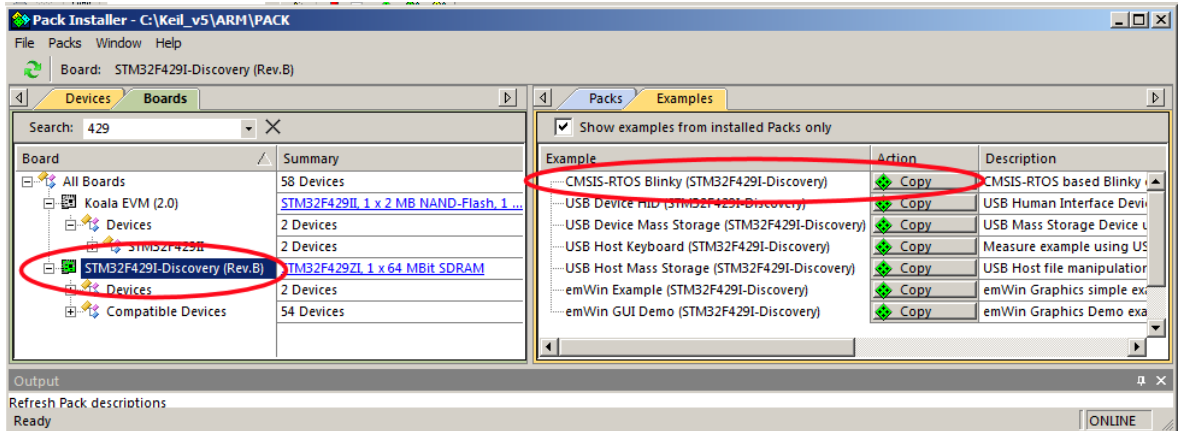 Pack Installer - C:\Keil_v5\ARM\PACK
File Packs Window Help
Board: STM32F429I-Discovery (Rev.B)
Devices Boards
Search: 429
Board Summary
All Boards 58 Devices
Koala EVM (2.0) STM32F429II, 1 x 2 MB NAND-Flash, 1 ...
Devices 2 Devices
STM32F429II 2 Devices
STM32F429I-Discovery (Rev.B) STM32F429ZI, 1 x 64 MBit SDRAM
Devices 2 Devices
Compatible Devices 54 Devices
Packs Examples
Show examples from installed Packs only
Example Action Description
CMSIS-RTOS Blinky (STM32F429I-Discovery) Copy CMSIS-RTOS based Blinky
USB Device HID (STM32F429I-Discovery) Copy USB Human Interface Devi
USB Device Mass Storage (STM32F429I-Discovery) Copy USB Mass Storage Device u
USB Host Keyboard (STM32F429I-Discovery) Copy Measure example using US
USB Host Mass Storage (STM32F429I-Discovery) Copy USB Host file manipulation
emWin Example (STM32F429I-Discovery) Copy emWin Graphics simple exa
emWin GUI Demo (STM32F429I-Discovery) Copy emWin Graphics Demo exa
Output
Refresh Pack descriptions
Ready ONLINE